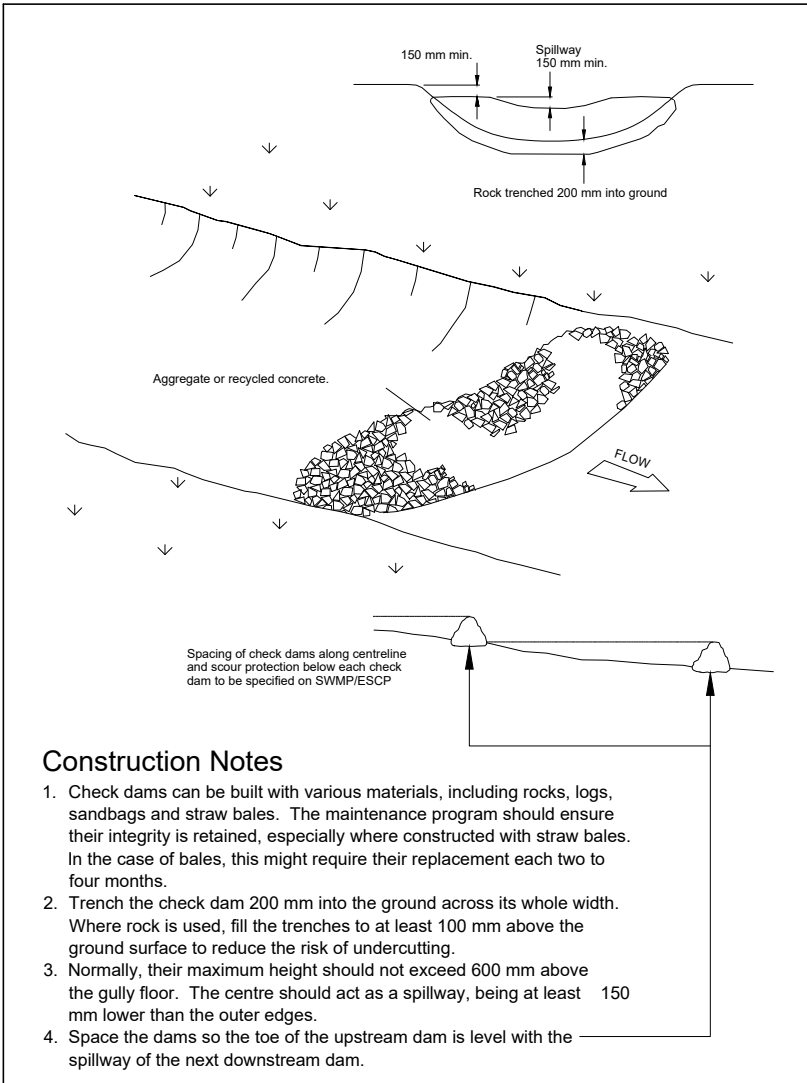 150 mm min.
Spillway
150 mm min.
Rock trenched 200 mm into ground
Aggregate or recycled concrete.
FLOW
Spacing of check dams along centreline
and scour protection below each check
dam to be specified on SWMP/ESCP
Construction Notes
1. Check dams can be built with various materials, including rocks, logs,
sandbags and straw bales. The maintenance program should ensure
their integrity is retained, especially where constructed with straw bales.
In the case of bales, this might require their replacement each two to
four months.
2. Trench the check dam 200 mm into the ground across its whole width.
Where rock is used, fill the trenches to at least 100 mm above the
ground surface to reduce the risk of undercutting.
3. Normally, their maximum height should not exceed 600 mm above
the gully floor. The centre should act as a spillway, being at least 150
mm lower than the outer edges.
4. Space the dams so the toe of the upstream dam is level with the
spillway of the next downstream dam.